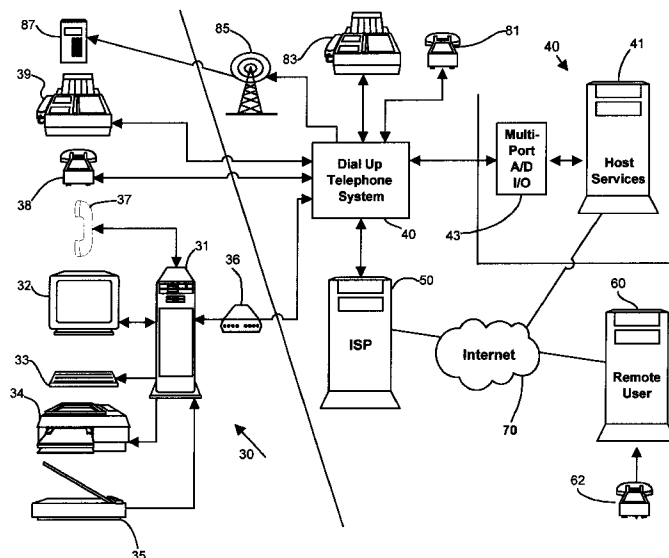 87
85
83
81
40
41
39
Multi-
Port
A/D
I/O
Host
Services
Dial Up
Telephone
System
38
43
37
40
31
36
32
50
60
ISP
Internet
Remote
User
33
34
70
30
62
35